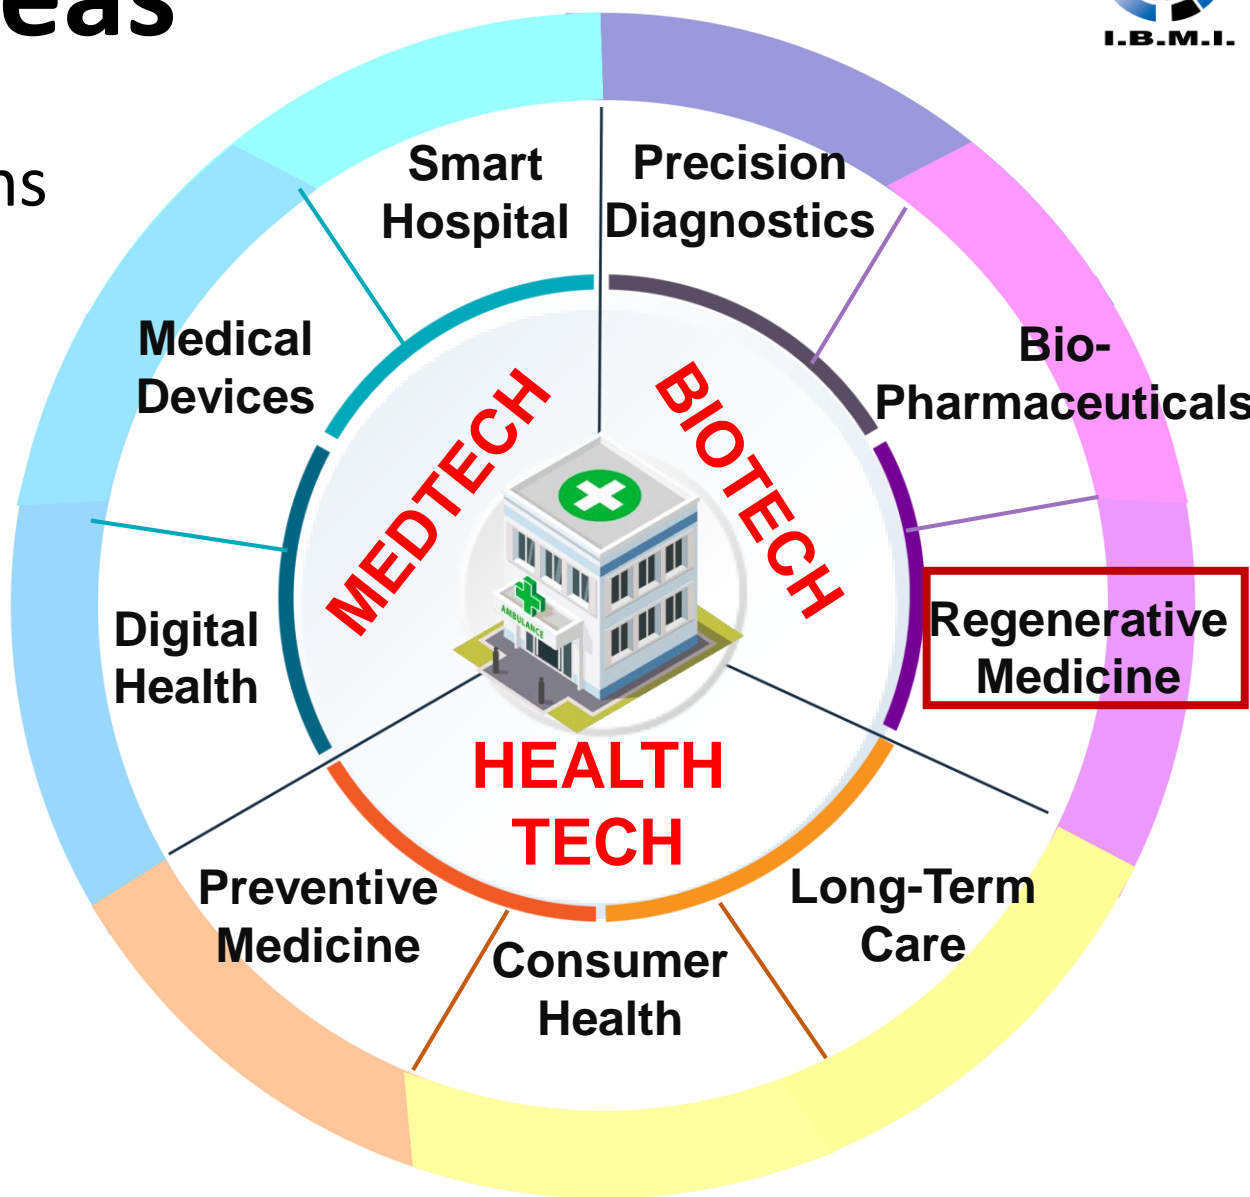 eas
I.B.M.I.
ns
Smart
Hospital
Precision
Diagnostics
Medical
Devices
Bio-
Pharmaceuticals
MEDTECH
BIOTECH
AMBULANCE
Digital
Health
Regenerative
Medicine
HEALTH
TECH
Preventive
Medicine
Consumer
Health
Long-Term
Care